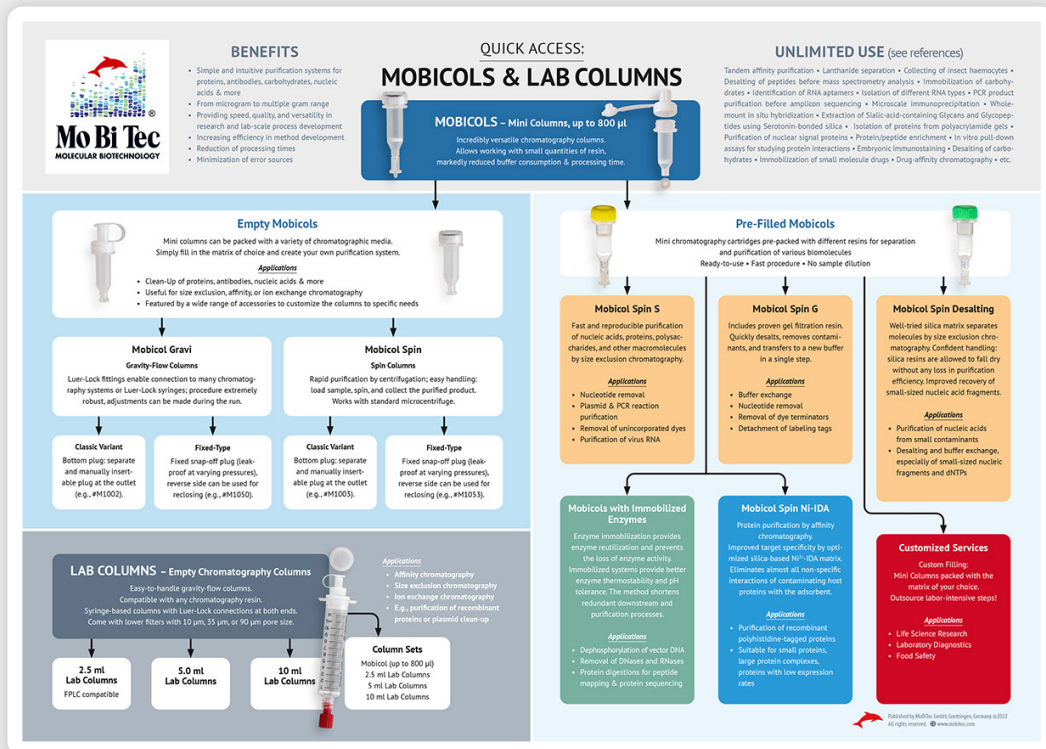 Mo Bi Tec
MOLECULAR BIOTECHNOLOGY
BENEFITS
• Simple and intuitive purification systems for
proteins, antibodies, carbohydrates, nucleic
acids & more
• From microgram to multiple gram range
• Providing speed, quality, and versatility in
research and lab-scale process development
• Increasing efficiency in method development
• Reduction of processing times
• Minimization of error sources
QUICK ACCESS:
MOBICOLS & LAB COLUMNS
MOBICOLS – Mini Columns, up to 800 µl
Incredibly versatile chromatography columns.
Allows working with small quantities of resin,
markedly reduced buffer consumption & processing time.
UNLIMITED USE (see references)
Tandem affinity purification • Lanthanide separation • Collecting of insect haemocytes •
Desalting of peptides before mass spectrometry analysis • Immobilization of carbohy-
drates • Identification of RNA aptamers • Isolation of different RNA types • PCR product
purification before amplicon sequencing • Microscale immunoprecipitation • Whole-
mount in situ hybridization • Extraction of Sialic-acid-containing Glycans and Glycopep-
tides using Serotonin-bonded silica • Isolation of proteins from polyacrylamide gels •
Purification of nuclear signal proteins • Protein/peptide enrichment • In vitro pull-down
assays for studying protein interactions • Embryonic immunostaining • Desalting of carbo-
hydrates • Immobilization of small molecule drugs • Drug-affinity chromatography • etc.
Empty Mobicols
Mini columns can be packed with a variety of chromatographic media.
Simply fill in the matrix of choice and create your own purification system.
Applications
• Clean-Up of proteins, antibodies, nucleic acids & more
• Useful for size exclusion, affinity, or ion exchange chromatography
• Featured by a wide range of accessories to customize the columns to specific needs
Mobicol Gravi
Gravity-Flow Columns
Luer-Lock fittings enable connection to many chromatog-
raphy systems or Luer-Lock syringes; procedure extremely
robust, adjustments can be made during the run.
Mobicol Spin
Spin Columns
Rapid purification by centrifugation; easy handling:
load sample, spin, and collect the purified product.
Works with standard microcentrifuge.
Classic Variant
Bottom plug: separate
and manually insert-
able plug at the outlet
(e.g., #M1002).
Fixed-Type
Fixed snap-off plug (leak-
proof at varying pressures),
reverse side can be used for
reclosing (e.g., #M1050).
Classic Variant
Bottom plug: separate
and manually insert-
able plug at the outlet
(e.g., #M1003).
Fixed-Type
Fixed snap-off plug (leak-
proof at varying pressures),
reverse side can be used for
reclosing (e.g., #M1053).
LAB COLUMNS – Empty Chromatography Columns
Easy-to-handle gravity-flow columns.
Compatible with any chromatography resin.
Syringe-based columns with Luer-Lock connections at both ends.
Come with lower filters with 10 µm, 35 µm, or 90 µm pore size.
Applications
• Affinity chromatography
• Size exclusion chromatography
• Ion exchange chromatography
• E.g., purification of recombinant
proteins or plasmid clean-up
2.5 ml
Lab Columns
FPLC compatible
5.0 ml
Lab Columns
10 ml
Lab Columns
Column Sets
Mobicol (up to 800 µl)
2.5 ml Lab Columns
5 ml Lab Columns
10 ml Lab Columns
Pre-Filled Mobicols
Mini chromatography cartridges pre-packed with different resins for separation
and purification of various biomolecules
Ready-to-use • Fast procedure • No sample dilution
Mobicol Spin S
Fast and reproducible purification
of nucleic acids, proteins, polysac-
charides, and other macromolecules
by size exclusion chromatography.
Applications
• Nucleotide removal
• Plasmid & PCR reaction
purification
• Removal of unincorporated dyes
• Purification of virus RNA
Mobicol Spin G
Includes proven gel filtration resin.
Quickly desalts, removes contami-
nants, and transfers to a new buffer
in a single step.
Applications
• Buffer exchange
• Nucleotide removal
• Removal of dye terminators
• Detachment of labeling tags
Mobicol Spin Desalting
Well-tried silica matrix separates
molecules by size exclusion chro-
matography. Confident handling:
silica resins are allowed to fall dry
without any loss in purification
efficiency. Improved recovery of
small-sized nucleic acid fragments.
Applications
• Purification of nucleic acids
from small contaminants
• Desalting and buffer exchange,
especially of small-sized nucleic
fragments and dNTPs
Mobicols with Immobilized
Enzymes
Enzyme immobilization provides
enzyme reutilization and prevents
the loss of enzyme activity.
Immobilized systems provide better
enzyme thermostability and pH
tolerance. The method shortens
redundant downstream and
purification processes.
Applications
• Dephosphorylation of vector DNA
• Removal of DNases and RNases
• Protein digestions for peptide
mapping & protein sequencing
Mobicol Spin Ni-IDA
Protein purification by affinity
chromatography.
Improved target specificity by opti-
mized silica-based Ni²⁺-IDA matrix.
Eliminates almost all non-specific
interactions of contaminating host
proteins with the adsorbent.
Applications
• Purification of recombinant
polyhistidine-tagged proteins
• Suitable for small proteins,
large protein complexes,
proteins with low expression
rates
Customized Services
Custom Filling:
Mini Columns packed with the
matrix of your choice.
Outsource labor-intensive steps!
Applications
• Life Science Research
• Laboratory Diagnostics
• Food Safety
Published by MoBiTec GmbH, Goettingen, Germany ©2022
All rights reserved. www.mobitec.com